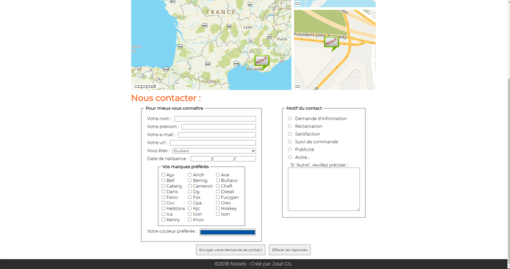 FRANCE
Nous contacter :
Pour mieux vous connaître
Votre nom :
Votre prénom :
Votre e-mail :
Votre url :
Vous êtes : Etudiant
Date de naissance :
Vos marques préférés
Agv Airoh Arai
Bell Bering Bultaco
Caberg Cameron Chaft
Darts Dg Diesel
Falco Fox Furygan
Givi Gpa Grex
Helstons Hjc Hokkey
Ice Icon Ixon
Kenny Knox
Votre couleur préférée :
Motif du contact
Demande d'information
Réclamation
Satisfaction
Suivi de commande
Publicité
Autre...
Si "Autre", veuillez préciser :
Envoyer votre demande de contact
Effacer les réponses
©2018 Nolark - Créé par José GIL